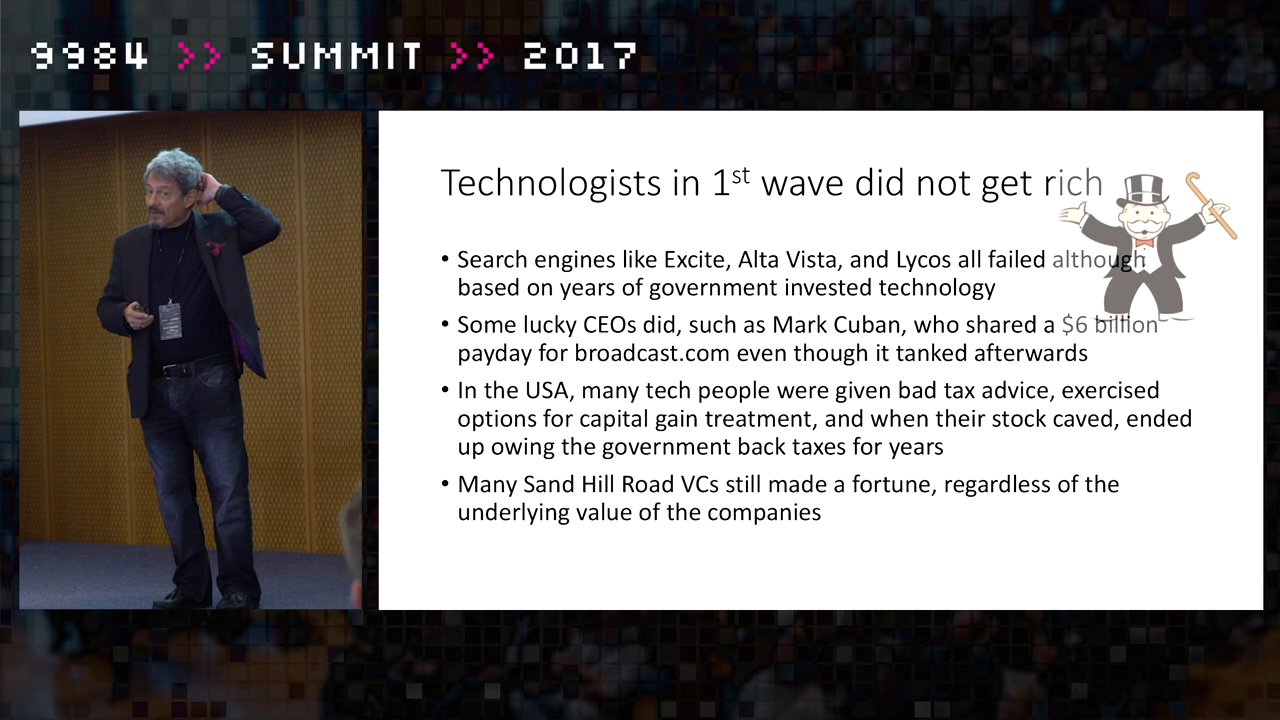 9984 >> SUMMIT >> 2017
Technologists in 1st wave did not get rich
• Search engines like Excite, Alta Vista, and Lycos all failed although
based on years of government invested technology
• Some lucky CEOs did, such as Mark Cuban, who shared a $6 billion
payday for broadcast.com even though it tanked afterwards
• In the USA, many tech people were given bad tax advice, exercised
options for capital gain treatment, and when their stock caved, ended
up owing the government back taxes for years
• Many Sand Hill Road VCs still made a fortune, regardless of the
underlying value of the companies